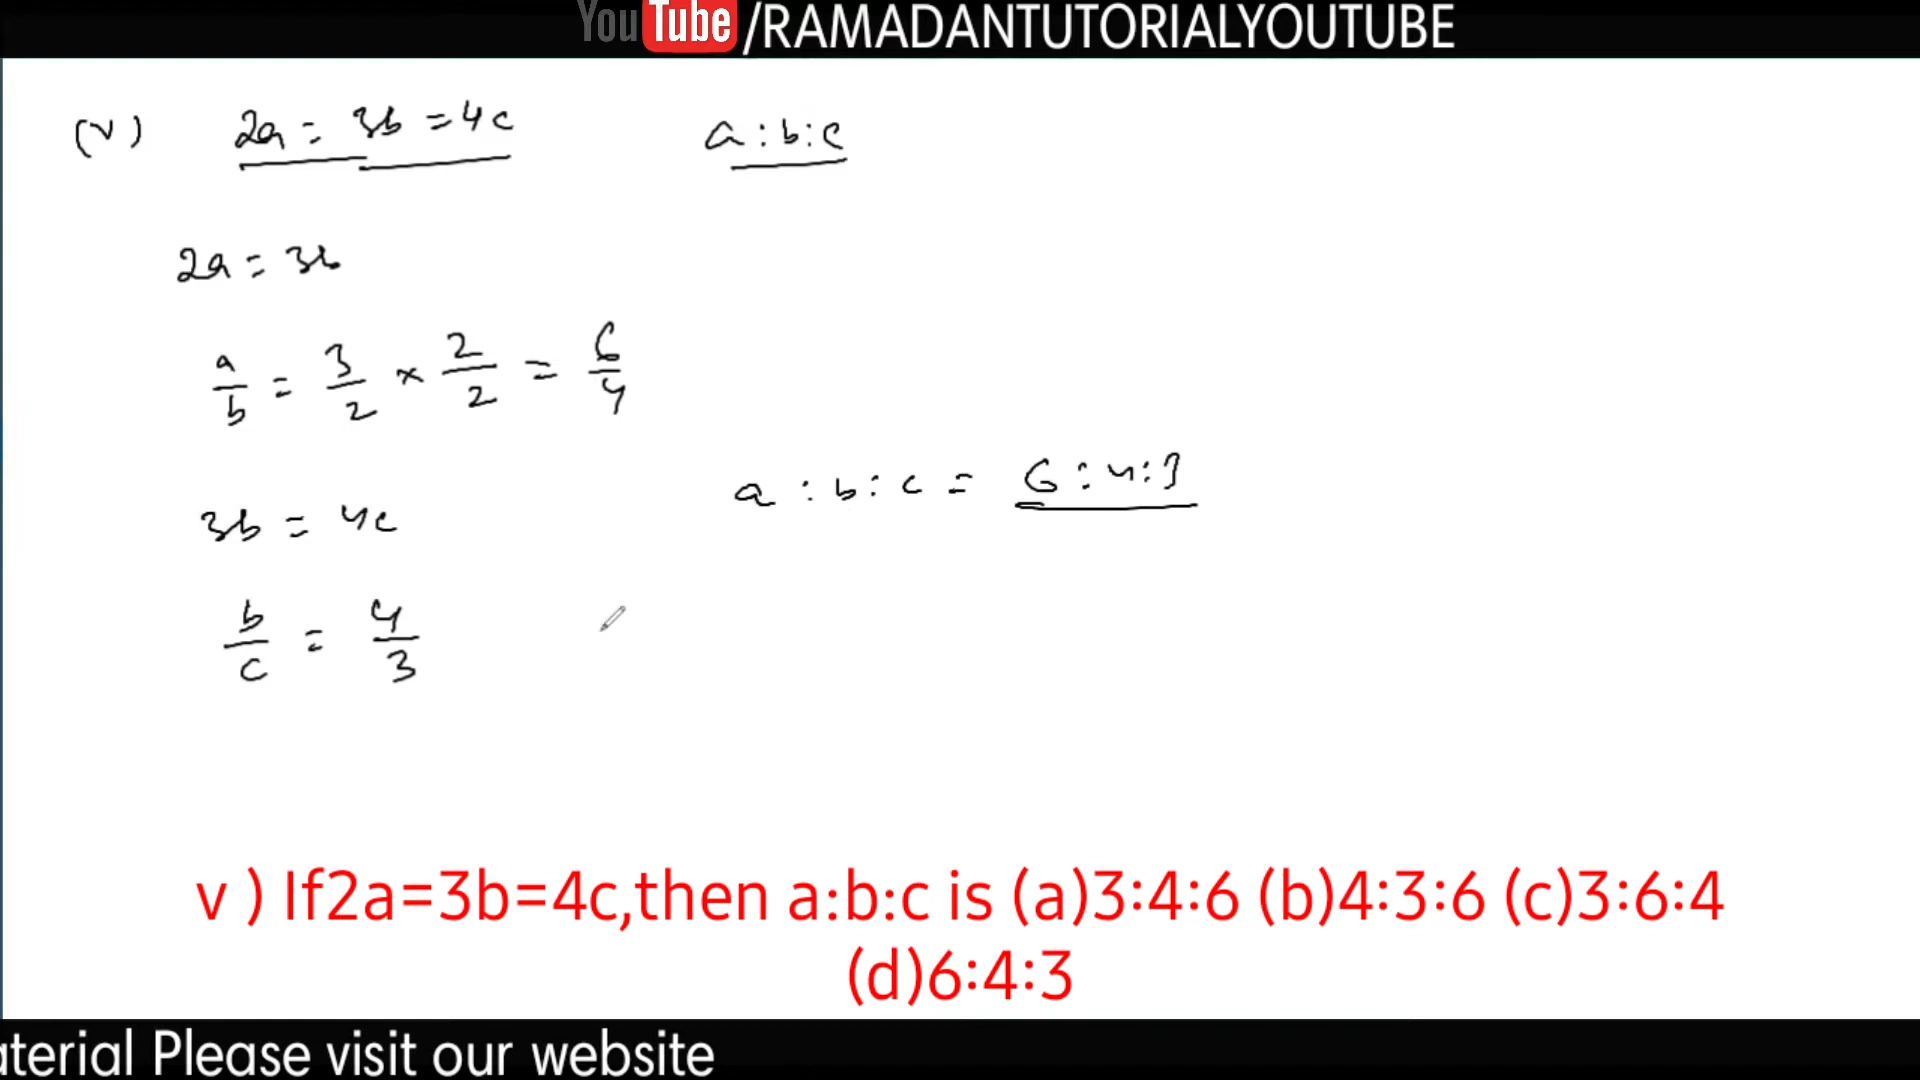 YouTube/RAMADANTUTORIALYOUTUBE
(v) 2a = 3b = 4c a : b : c
2a = 3b
a/b = 3/2 × 2/2 = 6/4
a : b : c = 6 : 4 : 3
3b = 4c
b/c = 4/3
v ) If2a=3b=4c,then a:b:c is (a)3:4:6 (b)4:3:6 (c)3:6:4
(d)6:4:3
aterial Please visit our website